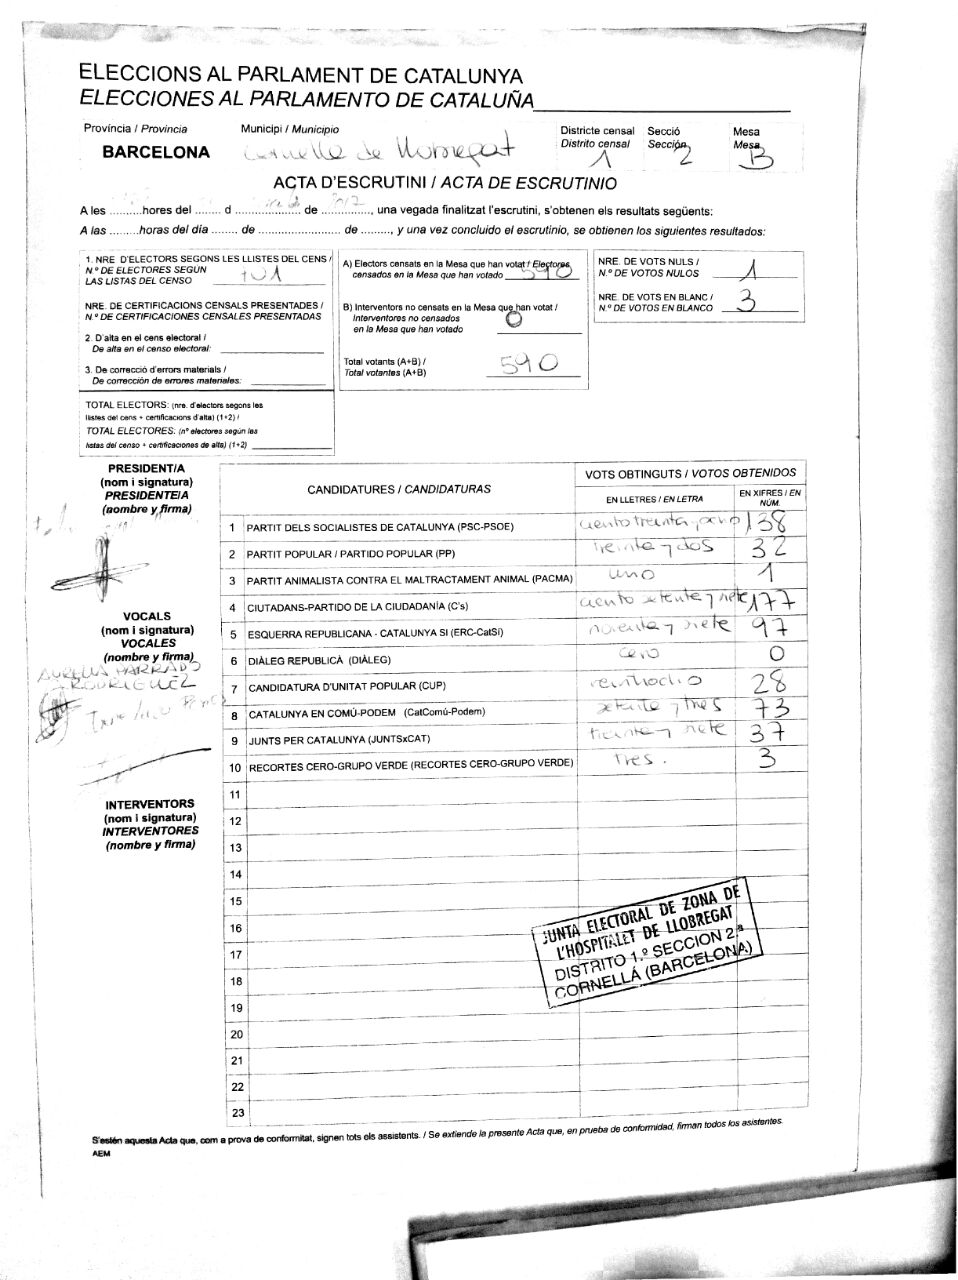 ELECCIONS AL PARLAMENT DE CATALUNYA
ELECCIONES AL PARLAMENTO DE CATALUÑA
Província / Provincia
BARCELONA
Municipi / Municipio
Cornella de Llobregat
Districte censal
Distrito censal
1
Secció
Sección
2
Mesa
Mesa
B
ACTA D'ESCRUTINI / ACTA DE ESCRUTINIO
A les ..........hores del ........ d .................... de 2017, una vegada finalitzat l'escrutini, s'obtenen els resultats següents:
A las .........horas del día ........ de ......................... de ........., y una vez concluido el escrutinio, se obtienen los siguientes resultados:
1. NRE D'ELECTORS SEGONS LES LLISTES DEL CENS /
N.º DE ELECTORES SEGÚN
LAS LISTAS DEL CENSO 701
NRE. DE CERTIFICACIONS CENSALS PRESENTADES /
N.º DE CERTIFICACIONES CENSALES PRESENTADAS
2. D'alta en el cens electoral /
De alta en el censo electoral:
3. De correcció d'errors materials /
De corrección de errores materiales:
TOTAL ELECTORS: (nre. d'electors segons les
llistes del cens + certificacions d'alta) (1+2) /
TOTAL ELECTORES: (nº electores según las
listas del censo + certificaciones de alta) (1+2)
A) Electors censats en la Mesa que han votat / Electores
censados en la Mesa que han votado 590
B) Interventors no censats en la Mesa que han votat /
Interventores no censados
en la Mesa que han votado 0
Total votants (A+B) /
Total votantes (A+B) 590
NRE. DE VOTS NULS /
N.º DE VOTOS NULOS 1
NRE. DE VOTS EN BLANC /
N.º DE VOTOS EN BLANCO 3
PRESIDENT/A
(nom i signatura)
PRESIDENTE/A
(nombre y firma)
VOCALS
(nom i signatura)
VOCALES
(nombre y firma)
AURELIA PARRADO
RODRIGUEZ
INTERVENTORS
(nom i signatura)
INTERVENTORES
(nombre y firma)
CANDIDATURES / CANDIDATURAS
VOTS OBTINGUTS / VOTOS OBTENIDOS
EN LLETRES / EN LETRA
EN XIFRES / EN NÚM.
1 PARTIT DELS SOCIALISTES DE CATALUNYA (PSC-PSOE) ciento treinta y ocho 138
2 PARTIT POPULAR / PARTIDO POPULAR (PP) treinta y dos 32
3 PARTIT ANIMALISTA CONTRA EL MALTRACTAMENT ANIMAL (PACMA) uno 1
4 CIUTADANS-PARTIDO DE LA CIUDADANÍA (C's) ciento setenta y siete 177
5 ESQUERRA REPUBLICANA - CATALUNYA SÍ (ERC-CatSí) noventa y siete 97
6 DIÀLEG REPUBLICÀ (DIÀLEG) cero 0
7 CANDIDATURA D'UNITAT POPULAR (CUP) veintiocho 28
8 CATALUNYA EN COMÚ-PODEM (CatComú-Podem) setenta y tres 73
9 JUNTS PER CATALUNYA (JUNTSxCAT) treinta y siete 37
10 RECORTES CERO-GRUPO VERDE (RECORTES CERO-GRUPO VERDE) tres. 3
11
12
13
14
15
16
17
18
19
20
21
22
23
JUNTA ELECTORAL DE ZONA DE
L'HOSPITALET DE LLOBREGAT
DISTRITO 1.º SECCION 2.ª
CORNELLÁ (BARCELONA)
S'estén aquesta Acta que, com a prova de conformitat, signen tots els assistents. / Se extiende la presente Acta que, en prueba de conformidad, firman todos los asistentes.
AEM